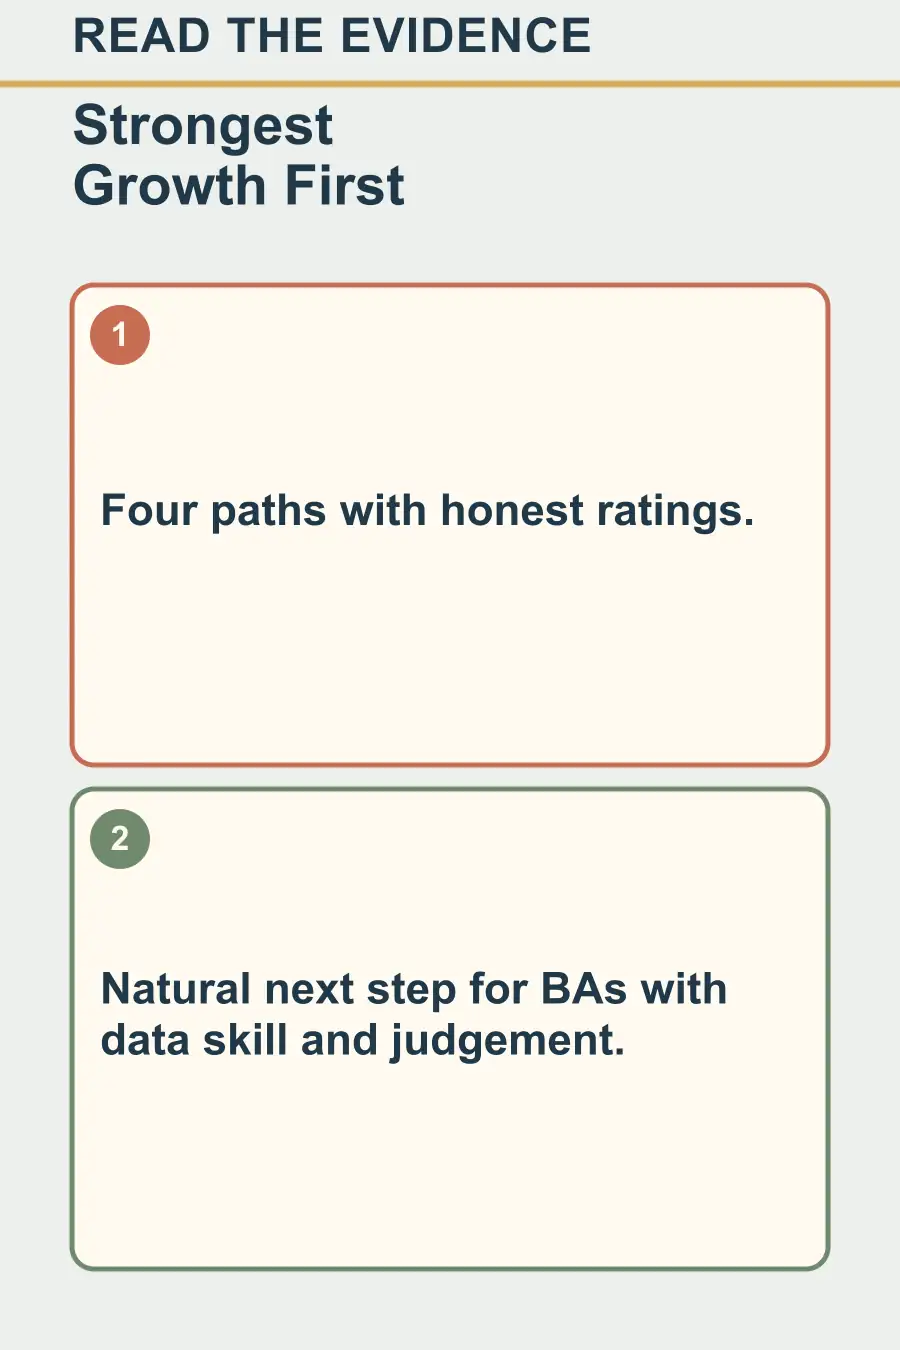 READ THE EVIDENCE
Strongest
Growth First
1
Four paths with honest ratings.
2
Natural next step for BAs with
data skill and judgement.